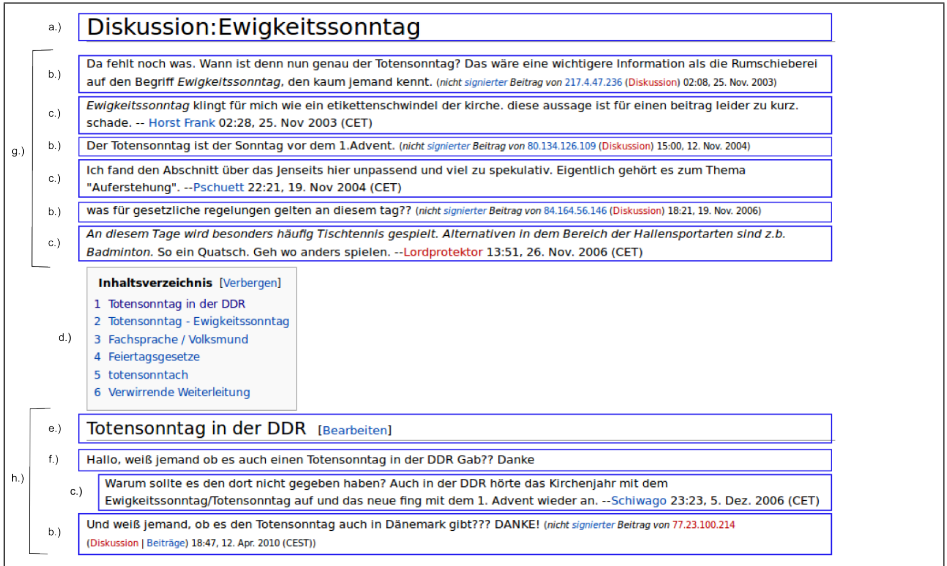 a.) Diskussion:Ewigkeitssonntag
g.)
b.) Da fehlt noch was. Wann ist denn nun genau der Totensonntag? Das wäre eine wichtigere Information als die Rumschieberei
auf den Begriff Ewigkeitssonntag, den kaum jemand kennt. (nicht signierter Beitrag von 217.4.47.236 (Diskussion) 02:08, 25. Nov. 2003)
c.) Ewigkeitssonntag klingt für mich wie ein etikettenschwindel der kirche. diese aussage ist für einen beitrag leider zu kurz.
schade. -- Horst Frank 02:28, 25. Nov 2003 (CET)
b.) Der Totensonntag ist der Sonntag vor dem 1.Advent. (nicht signierter Beitrag von 80.134.126.109 (Diskussion) 15:00, 12. Nov. 2004)
c.) Ich fand den Abschnitt über das Jenseits hier unpassend und viel zu spekulativ. Eigentlich gehört es zum Thema
"Auferstehung". --Pschuett 22:21, 19. Nov 2004 (CET)
b.) was für gesetzliche regelungen gelten an diesem tag?? (nicht signierter Beitrag von 84.164.56.146 (Diskussion) 18:21, 19. Nov. 2006)
c.) An diesem Tage wird besonders häufig Tischtennis gespielt. Alternativen in dem Bereich der Hallensportarten sind z.b.
Badminton. So ein Quatsch. Geh wo anders spielen. --Lordprotektor 13:51, 26. Nov. 2006 (CET)
d.)
Inhaltsverzeichnis [Verbergen]
1 Totensonntag in der DDR
2 Totensonntag - Ewigkeitssonntag
3 Fachsprache / Volksmund
4 Feiertagsgesetze
5 totensonntach
6 Verwirrende Weiterleitung
h.)
e.) Totensonntag in der DDR [Bearbeiten]
f.) Hallo, weiß jemand ob es auch einen Totensonntag in der DDR Gab?? Danke
c.) Warum sollte es den dort nicht gegeben haben? Auch in der DDR hörte das Kirchenjahr mit dem
Ewigkeitssonntag/Totensonntag auf und das neue fing mit dem 1. Advent wieder an. --Schiwago 23:23, 5. Dez. 2006 (CET)
b.) Und weiß jemand, ob es den Totensonntag auch in Dänemark gibt??? DANKE! (nicht signierter Beitrag von 77.23.100.214
(Diskussion | Beiträge) 18:47, 12. Apr. 2010 (CEST))